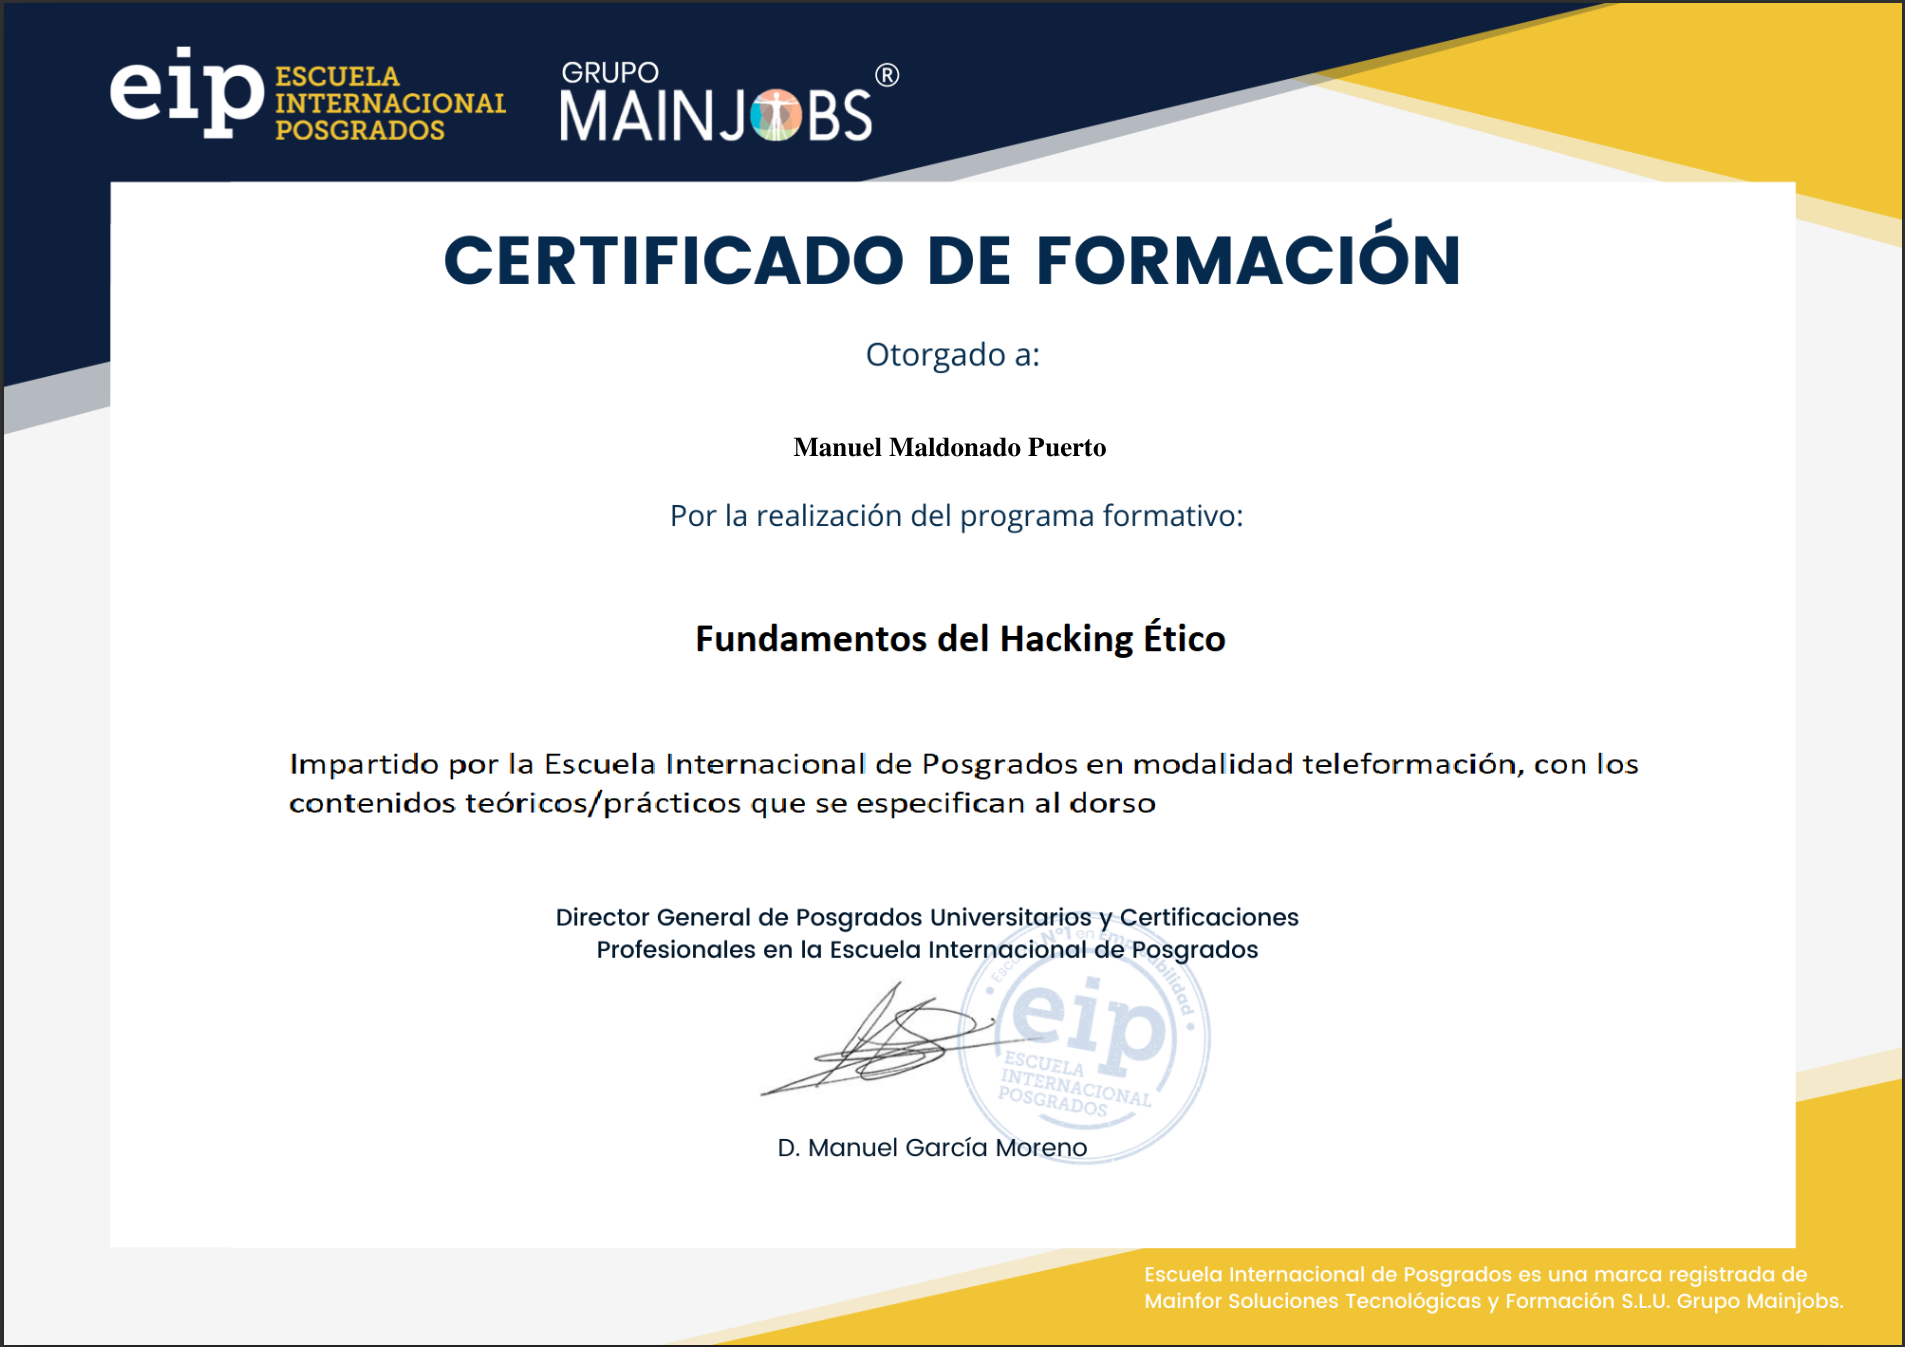 eip ESCUELA
INTERNACIONAL
POSGRADOS
GRUPO
MAINJOBS®
CERTIFICADO DE FORMACIÓN
Otorgado a:
Manuel Maldonado Puerto
Por la realización del programa formativo:
Fundamentos del Hacking Ético
Impartido por la Escuela Internacional de Posgrados en modalidad teleformación, con los
contenidos teóricos/prácticos que se especifican al dorso
Director General de Posgrados Universitarios y Certificaciones
Profesionales en la Escuela Internacional de Posgrados
• Escuela Nº1 en Empleabilidad •
eip
ESCUELA
INTERNACIONAL
POSGRADOS
D. Manuel García Moreno
Escuela Internacional de Posgrados es una marca registrada de
Mainfor Soluciones Tecnológicas y Formación S.L.U. Grupo Mainjobs.